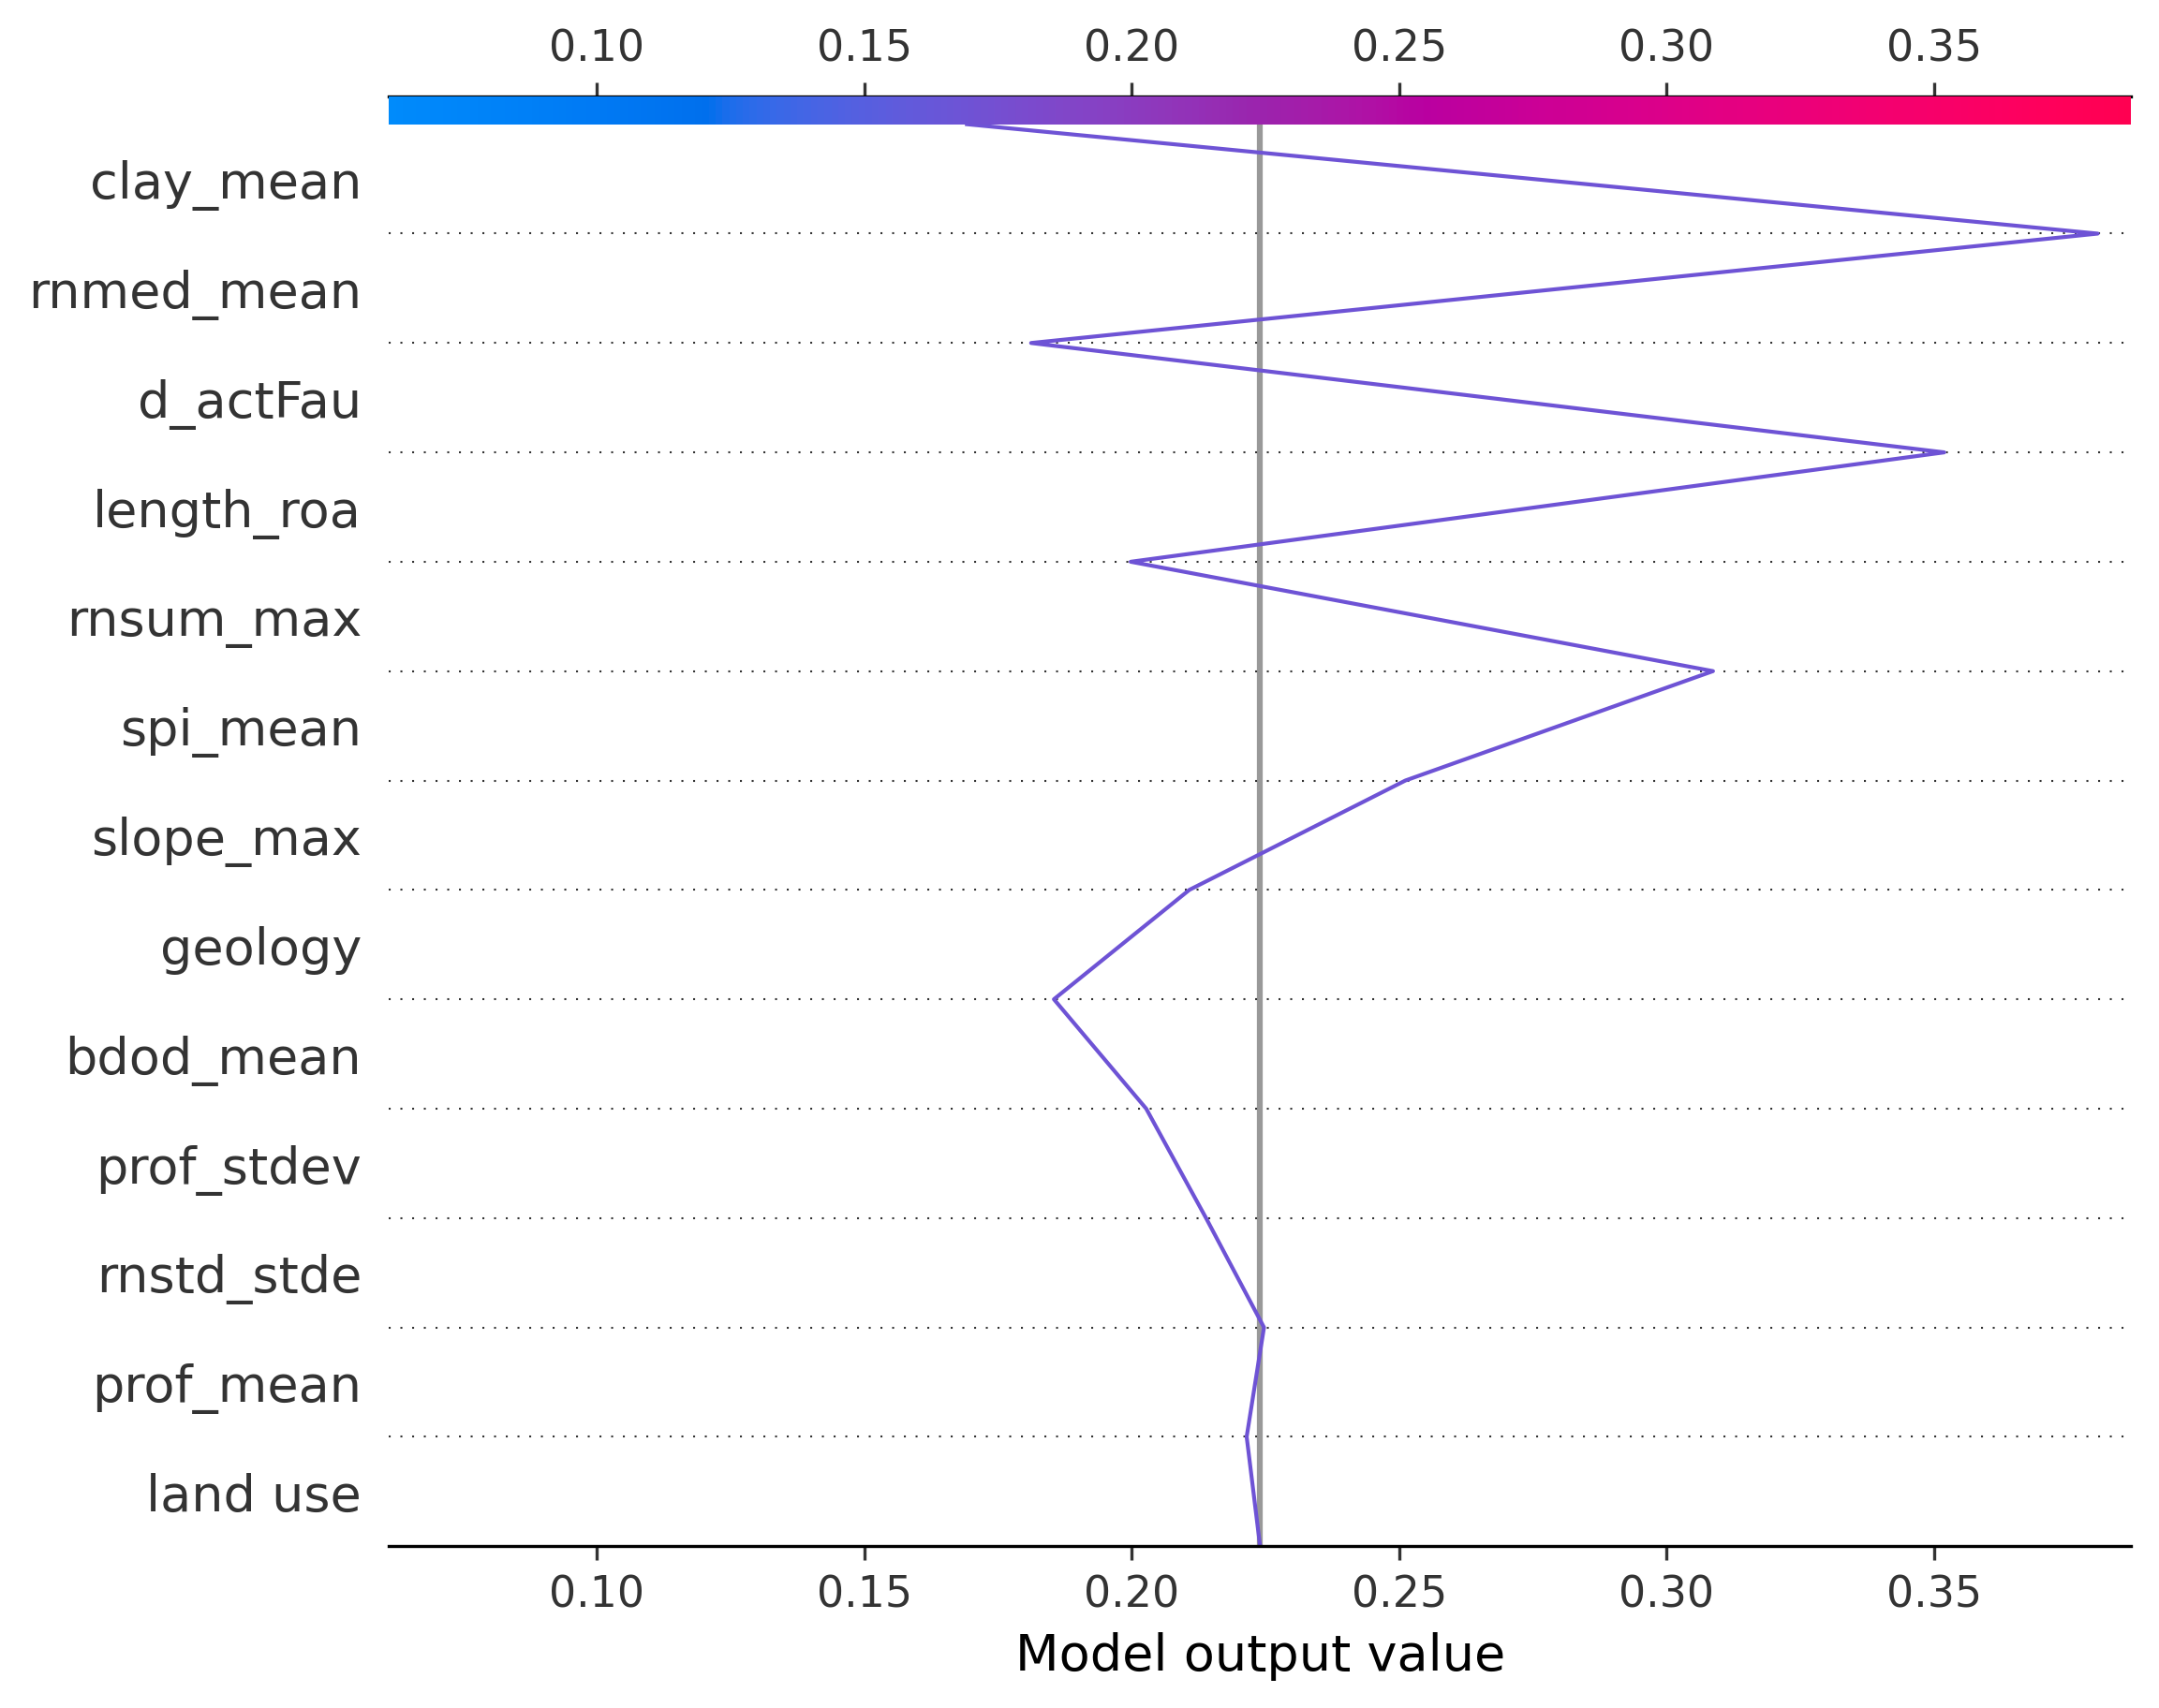 0.10 0.15 0.20 0.25 0.30 0.35
clay_mean
rnmed_mean
d_actFau
length_roa
rnsum_max
spi_mean
slope_max
geology
bdod_mean
prof_stdev
rnstd_stde
prof_mean
land use
0.10 0.15 0.20 0.25 0.30 0.35
Model output value